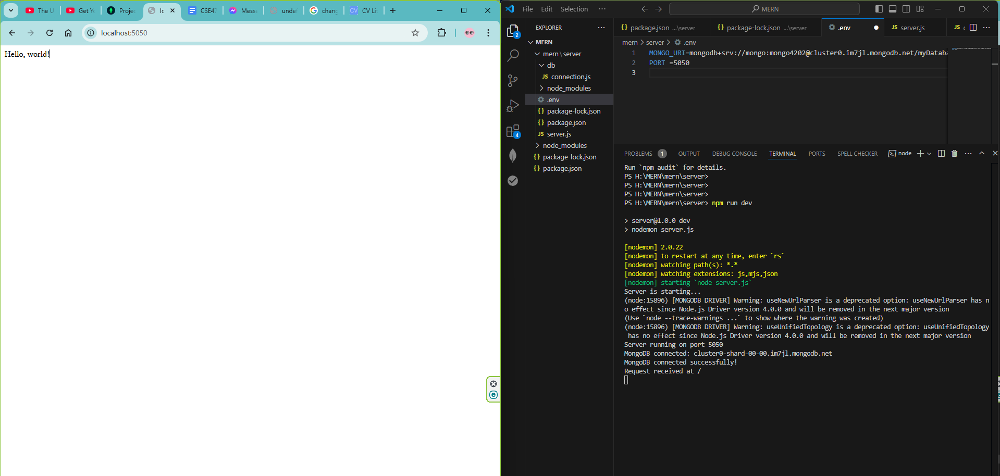 The U
Get Yo
Projec
lc
CSE47
Messe
undef
chang
CV CV Lit
localhost:5050
Hello, world!
File Edit Selection ···
MERN
EXPLORER
2
4
MERN
mern\server
db
JS connection.js
node_modules
.env
{} package-lock.json
{} package.json
JS server.js
node_modules
{} package-lock.json
{} package.json
{} package.json ...\server
{} package-lock.json ...\server
.env
JS server.js
JS c
mern > server > .env
1 MONGO_URI=mongodb+srv://mongo:mongo4202@cluster0.im7jl.mongodb.net/myDataba
2 PORT =5050
3
PROBLEMS 1 OUTPUT DEBUG CONSOLE TERMINAL PORTS SPELL CHECKER node
Run `npm audit` for details.
PS H:\MERN\mern\server>
PS H:\MERN\mern\server>
PS H:\MERN\mern\server>
PS H:\MERN\mern\server> npm run dev
> server@1.0.0 dev
> nodemon server.js
[nodemon] 2.0.22
[nodemon] to restart at any time, enter `rs`
[nodemon] watching path(s): *.*
[nodemon] watching extensions: js,mjs,json
[nodemon] starting `node server.js`
Server is starting...
(node:15896) [MONGODB DRIVER] Warning: useNewUrlParser is a deprecated option: useNewUrlParser has n
o effect since Node.js Driver version 4.0.0 and will be removed in the next major version
(Use `node --trace-warnings ...` to show where the warning was created)
(node:15896) [MONGODB DRIVER] Warning: useUnifiedTopology is a deprecated option: useUnifiedTopology
has no effect since Node.js Driver version 4.0.0 and will be removed in the next major version
Server running on port 5050
MongoDB connected: cluster0-shard-00-00.im7jl.mongodb.net
MongoDB connected successfully!
Request received at /